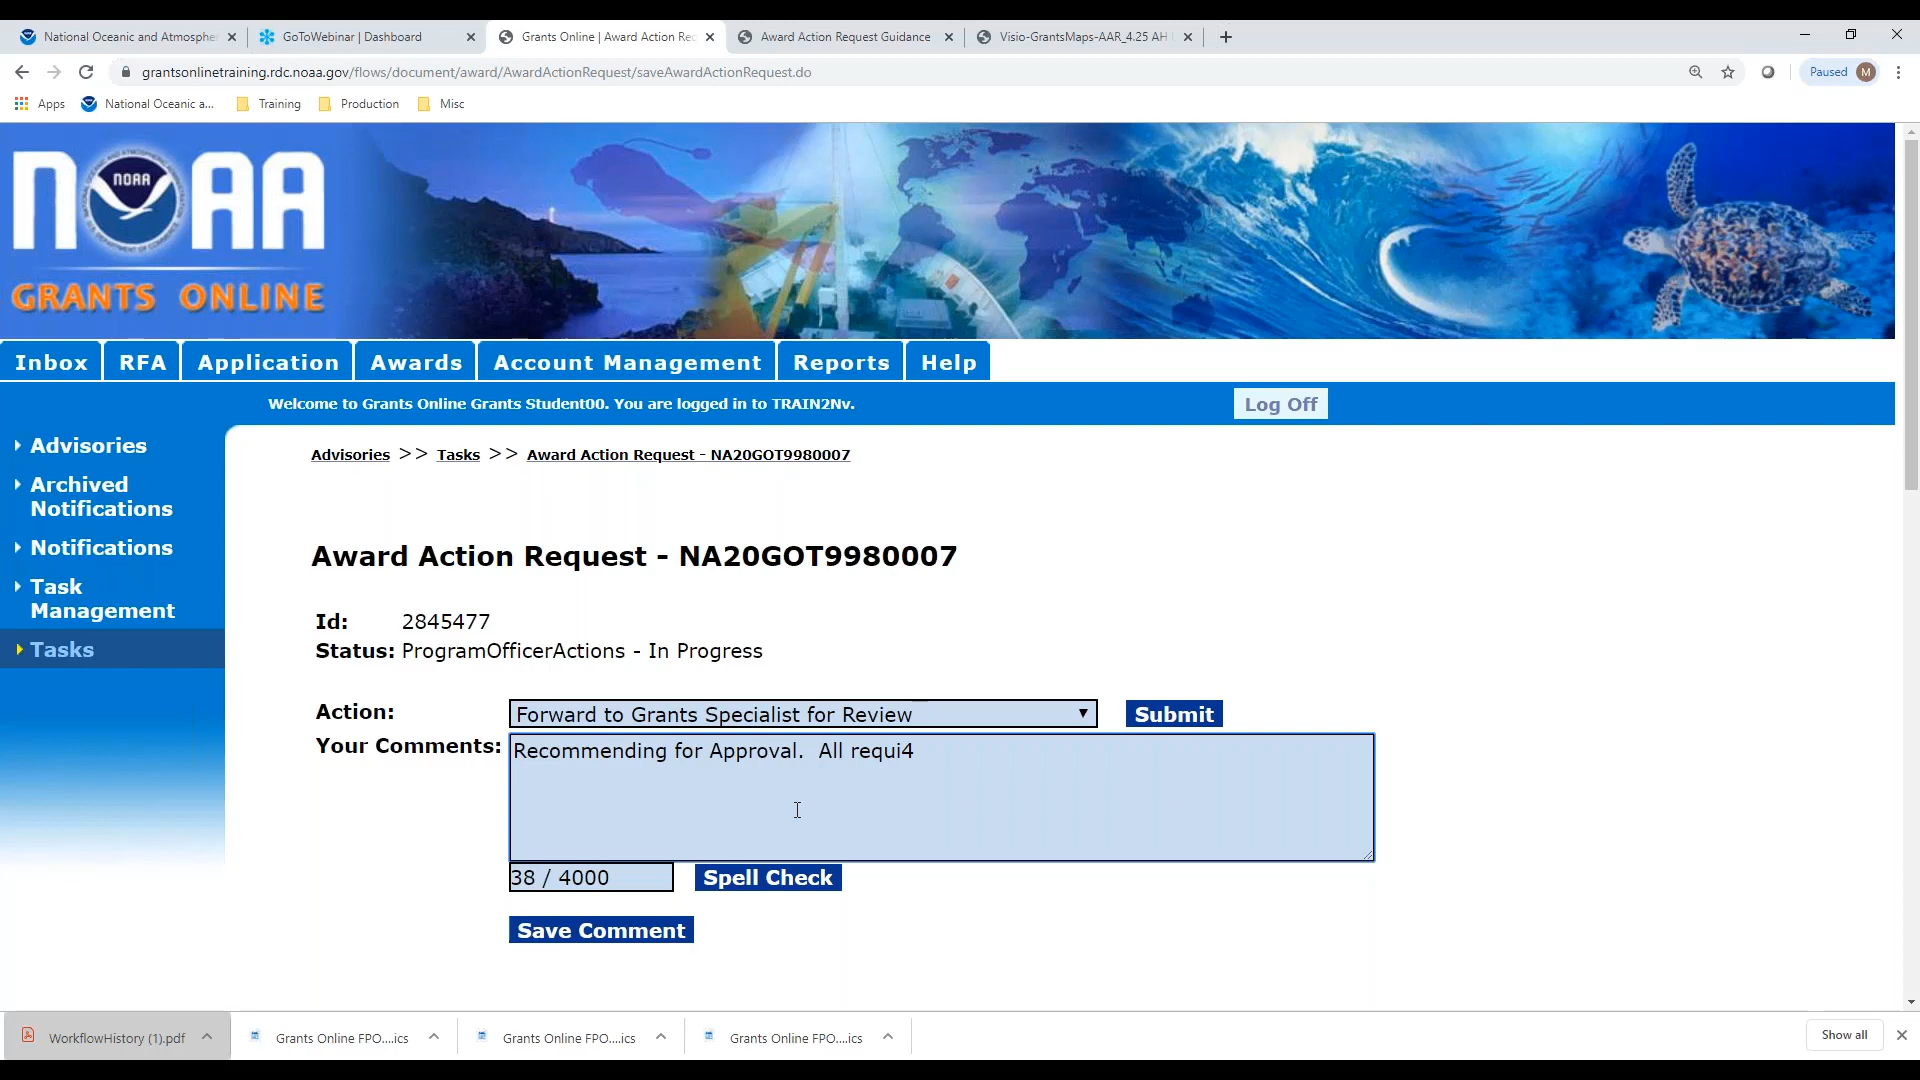 National Oceanic and Atmosphe
GoToWebinar | Dashboard
Grants Online | Award Action Rec
Award Action Request Guidance
Visio-GrantsMaps-AAR_4.25 AH
grantsonlinetraining.rdc.noaa.gov/flows/document/award/AwardActionRequest/saveAwardActionRequest.do
Paused M
Apps
National Oceanic a...
Training
Production
Misc
NOAA
NOAA
GRANTS ONLINE
Inbox RFA Application Awards Account Management Reports Help
Welcome to Grants Online Grants Student00. You are logged in to TRAIN2Nv.
Log Off
Advisories
Archived
Notifications
Notifications
Task
Management
Tasks
Advisories >> Tasks >> Award Action Request - NA20GOT9980007
Award Action Request - NA20GOT9980007
Id: 2845477
Status: ProgramOfficerActions - In Progress
Action: Forward to Grants Specialist for Review Submit
Your Comments: Recommending for Approval.  All requi4
38 / 4000 Spell Check
Save Comment
WorkflowHistory (1).pdf
Grants Online FPO....ics
Grants Online FPO....ics
Grants Online FPO....ics
Show all